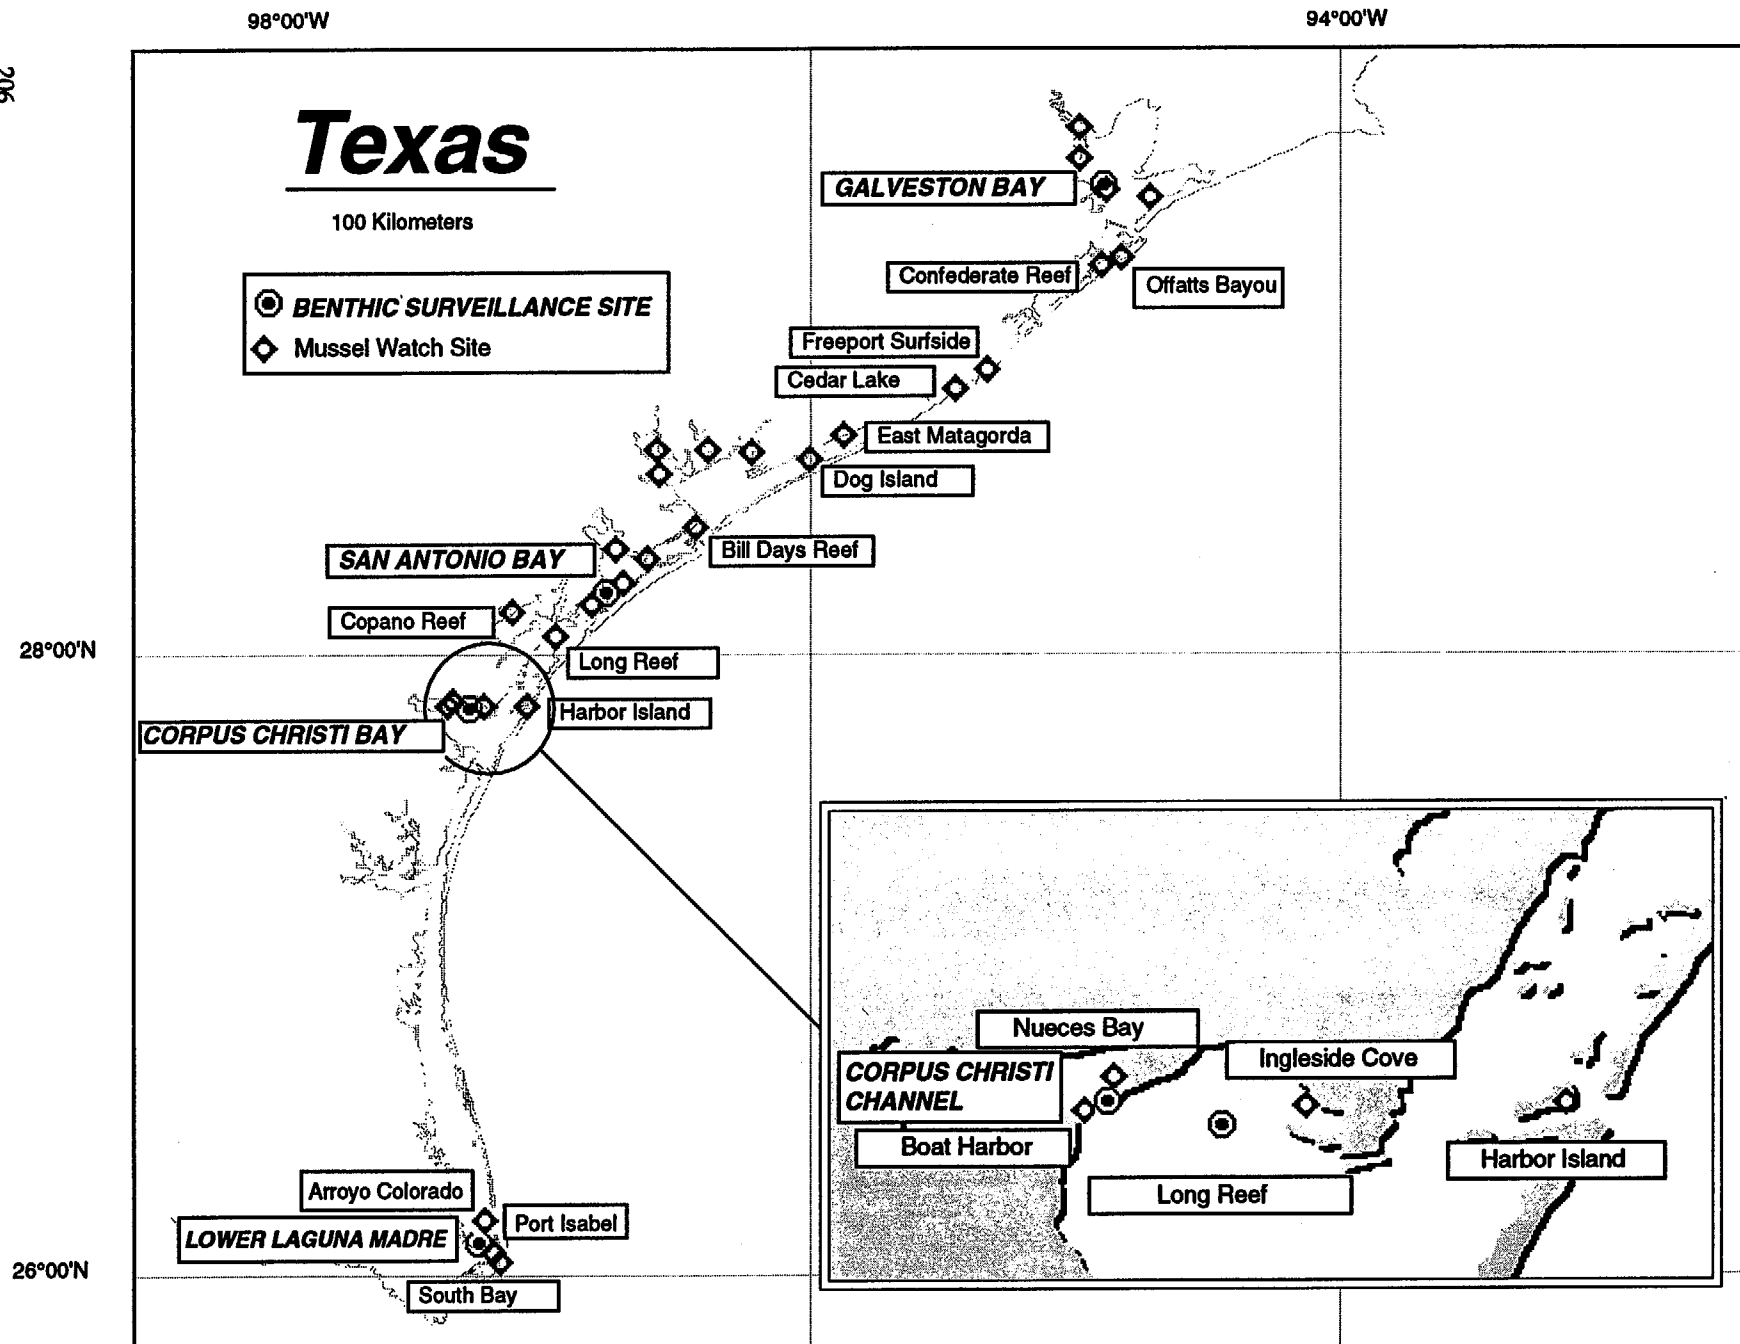 98°00'W
94°00'W
206
Texas
100 Kilometers
GALVESTON BAY
Confederate Reef
Offatts Bayou
BENTHIC SURVEILLANCE SITE
Mussel Watch Site
Freeport Surfside
Cedar Lake
East Matagorda
Dog Island
Bill Days Reef
SAN ANTONIO BAY
Copano Reef
28°00'N
Long Reef
Harbor Island
CORPUS CHRISTI BAY
Nueces Bay
Ingleside Cove
CORPUS CHRISTI
CHANNEL
Boat Harbor
Harbor Island
Long Reef
Arroyo Colorado
Port Isabel
LOWER LAGUNA MADRE
26°00'N
South Bay